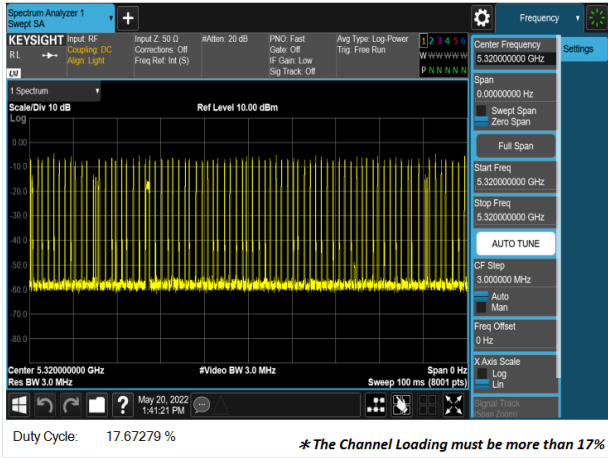 Spectrum Analyzer 1
Swept SA
Frequency
KEYSIGHT
RL
LXI
Input: RF
Coupling: DC
Align: Light
Input Z: 50 Ω
Corrections: Off
Freq Ref: Int (S)
#Atten: 20 dB
PNO: Fast
Gate: Off
IF Gain: Low
Sig Track: Off
Avg Type: Log-Power
Trig: Free Run
1 2 3 4 5 6
W W W W W W
P N N N N N
1 Spectrum
Scale/Div 10 dB
Ref Level 10.00 dBm
Log
0.00
-10.0
-20.0
-30.0
-40.0
-50.0
-60.0
-70.0
-80.0
Center 5.320000000 GHz
#Video BW 3.0 MHz
Span 0 Hz
Res BW 3.0 MHz
Sweep 100 ms (8001 pts)
Center Frequency
5.320000000 GHz
Settings
Span
0.00000000 Hz
Swept Span
Zero Span
Full Span
Start Freq
5.320000000 GHz
Stop Freq
5.320000000 GHz
AUTO TUNE
CF Step
3.000000 MHz
Auto
Man
Freq Offset
0 Hz
X Axis Scale
Log
Lin
Signal Track
(Span Zoom)
?
May 20, 2022
1:41:21 PM
Duty Cycle: 17.67279 %
* The Channel Loading must be more than 17%